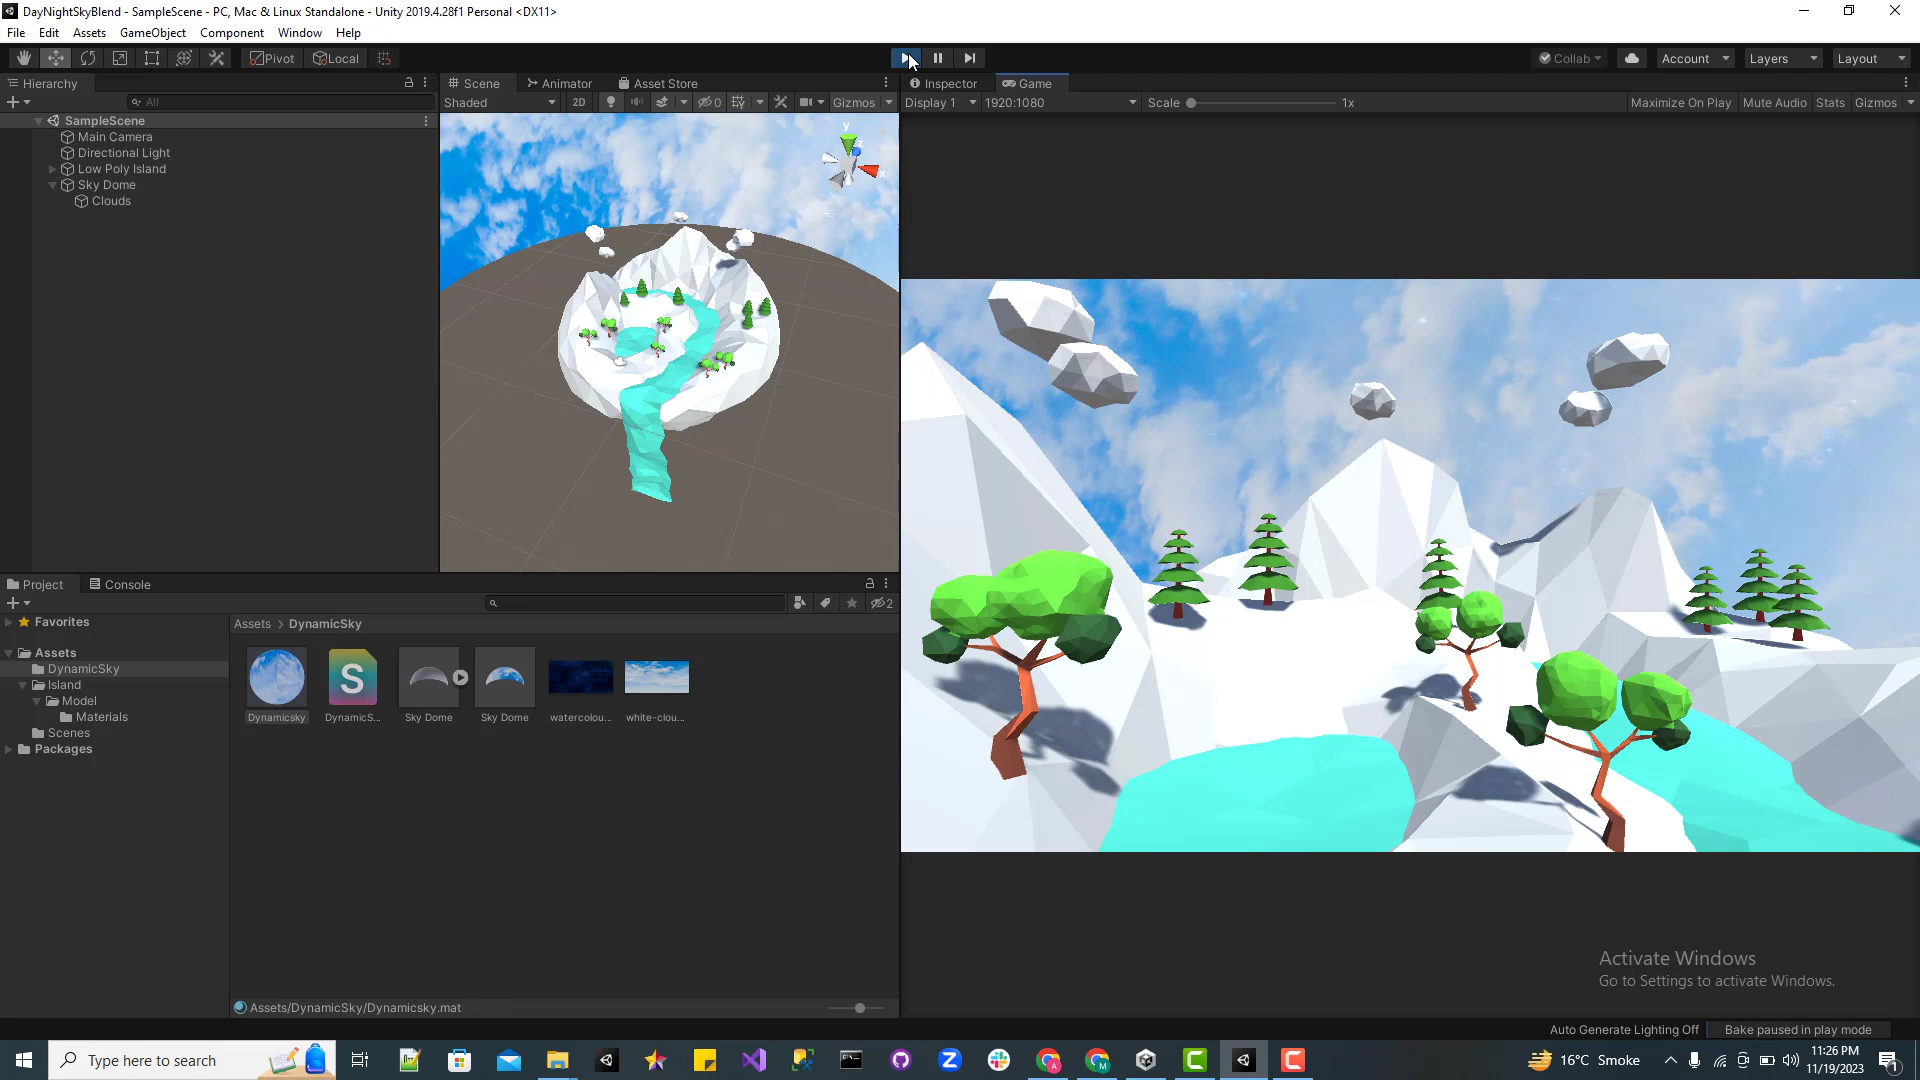 DayNightSkyBlend - SampleScene - PC, Mac & Linux Standalone - Unity 2019.4.28f1 Personal <DX11>
File Edit Assets GameObject Component Window Help
Pivot Local Collab Account Layers Layout
Hierarchy
All
SampleScene
Main Camera
Directional Light
Low Poly Island
Sky Dome
Clouds
Scene Animator Asset Store
Shaded 2D 0 Gizmos
y
z
x
Inspector Game
Display 1 1920:1080 Scale 1x Maximize On Play Mute Audio Stats Gizmos
Project Console
2
Favorites
Assets
DynamicSky
Island
Model
Materials
Scenes
Packages
Assets > DynamicSky
S
Dynamicsky DynamicS... Sky Dome Sky Dome watercolou... white-clou...
Assets/DynamicSky/Dynamicsky.mat
Activate Windows
Go to Settings to activate Windows.
Auto Generate Lighting Off Bake paused in play mode
Type here to search
A
M
16°C Smoke
11:26 PM
11/19/2023
1